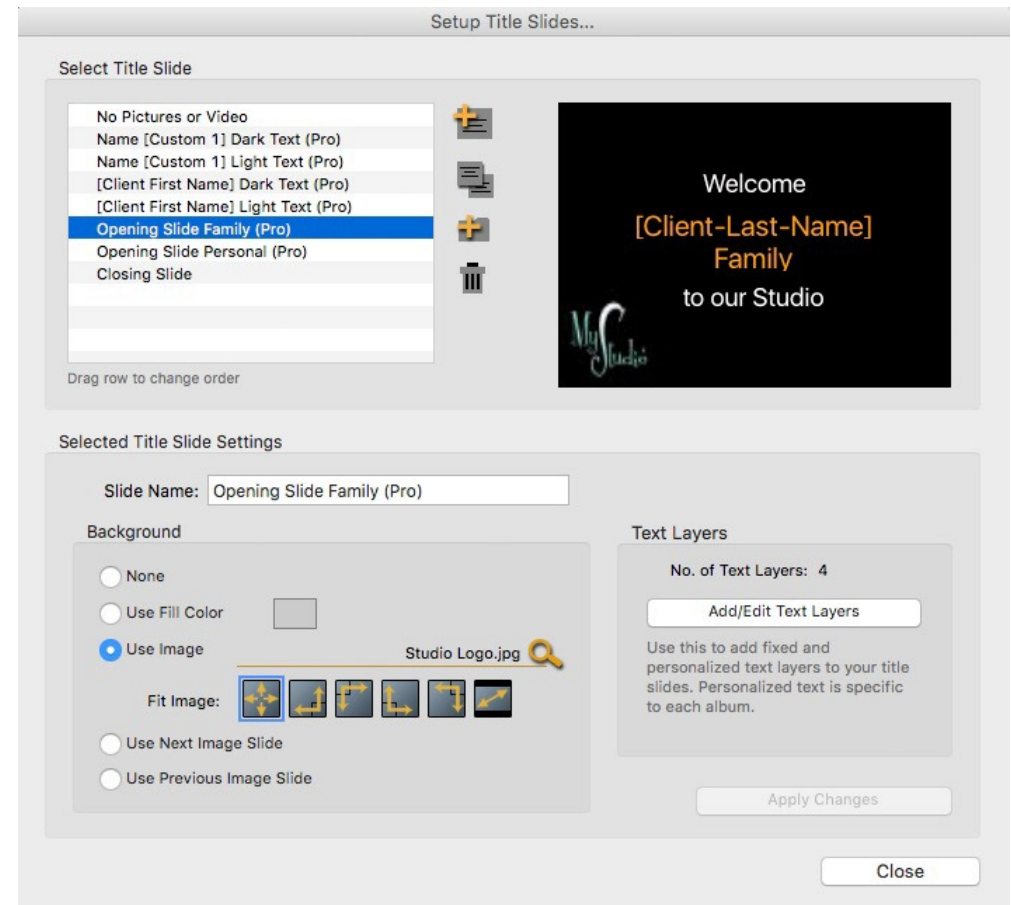 Setup Title Slides...
Select Title Slide
No Pictures or Video
Name [Custom 1] Dark Text (Pro)
Name [Custom 1] Light Text (Pro)
[Client First Name] Dark Text (Pro)
[Client First Name] Light Text (Pro)
Opening Slide Family (Pro)
Opening Slide Personal (Pro)
Closing Slide
Drag row to change order
Welcome
[Client-Last-Name]
Family
to our Studio
My Studio
Selected Title Slide Settings
Slide Name: Opening Slide Family (Pro)
Background
None
Use Fill Color
Use Image Studio Logo.jpg
Fit Image:
Use Next Image Slide
Use Previous Image Slide
Text Layers
No. of Text Layers: 4
Add/Edit Text Layers
Use this to add fixed and
personalized text layers to your title
slides. Personalized text is specific
to each album.
Apply Changes
Close